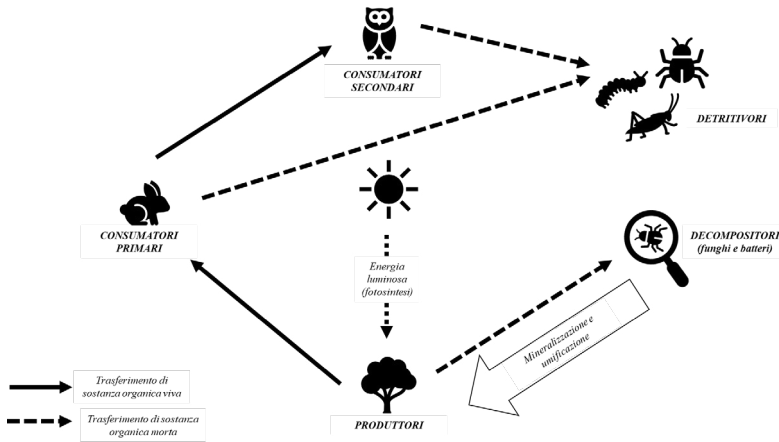 CONSUMATORI
SECONDARI
DETRITIVORI
CONSUMATORI
PRIMARI
DECOMPOSITORI
(funghi e batteri)
Energia
luminosa
(fotosintesi)
Mineralizzazione e
umificazione
Trasferimento di
sostanza organica viva
Trasferimento di sostanza
organica morta
PRODUTTORI